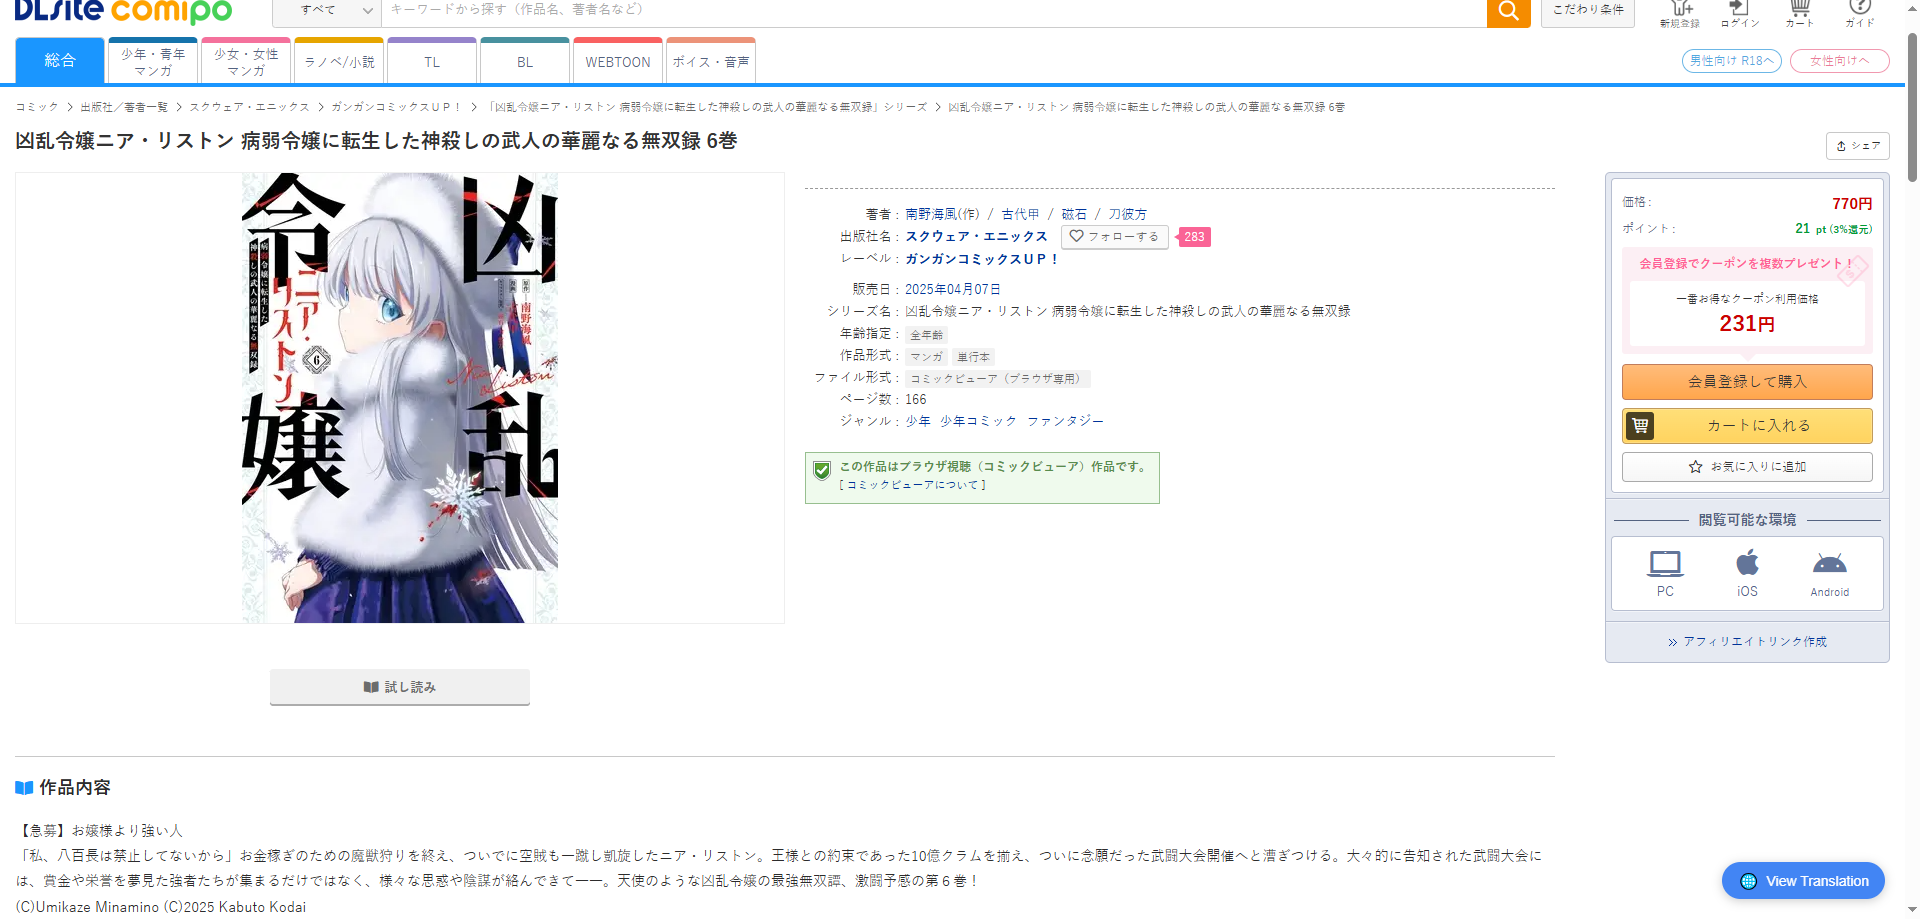 DLsite comipo
すべて
キーワードから探す（作品名、著者名など）
こだわり条件
新規登録
ログイン
カート
ガイド
総合
少年・青年
マンガ
少女・女性
マンガ
ラノベ/小説
TL
BL
WEBTOON
ボイス・音声
男性向け R18へ
女性向けへ
コミック > 出版社／著者一覧 > スクウェア・エニックス > ガンガンコミックスＵＰ！ > 「凶乱令嬢ニア・リストン 病弱令嬢に転生した神殺しの武人の華麗なる無双録」シリーズ > 凶乱令嬢ニア・リストン 病弱令嬢に転生した神殺しの武人の華麗なる無双録 6巻
凶乱令嬢ニア・リストン 病弱令嬢に転生した神殺しの武人の華麗なる無双録 6巻
シェア
凶乱
令嬢
ニア・リストン
病弱令嬢に転生した
神殺しの武人の華麗なる無双録
6
原作
南野海風
漫画
Nia Liston
試し読み
著者 : 南野海風(作) / 古代甲 / 磁石 / 刀彼方
出版社名 : スクウェア・エニックス
フォローする
283
レーベル : ガンガンコミックスＵＰ！
販売日 : 2025年04月07日
シリーズ名 : 凶乱令嬢ニア・リストン 病弱令嬢に転生した神殺しの武人の華麗なる無双録
年齢指定 : 全年齢
作品形式 : マンガ 単行本
ファイル形式 : コミックビューア（ブラウザ専用）
ページ数 : 166
ジャンル : 少年 少年コミック ファンタジー
この作品はブラウザ視聴（コミックビューア）作品です。
[ コミックビューアについて ]
価格 : 770円
ポイント : 21 pt (3%還元)
会員登録でクーポンを複数プレゼント！
一番お得なクーポン利用価格
231円
会員登録して購入
カートに入れる
お気に入りに追加
閲覧可能な環境
PC
iOS
Android
アフィリエイトリンク作成
作品内容
【急募】お嬢様より強い人
「私、八百長は禁止してないから」お金稼ぎのための魔獣狩りを終え、ついでに空賊も一蹴し凱旋したニア・リストン。王様との約束であった10億クラムを揃え、ついに念願だった武闘大会開催へと漕ぎつける。大々的に告知された武闘大会に
は、賞金や栄誉を夢見た強者たちが集まるだけではなく、様々な思惑や陰謀が絡んできて――。天使のような凶乱令嬢の最強無双譚、激闘予感の第６巻！
(C)Umikaze Minamino (C)2025 Kabuto Kodai
View Translation